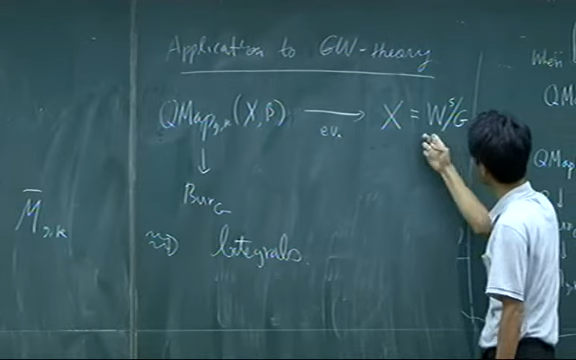 Application to GW-theory
QMap_{g,k}(X, β) → X = W^s/G
ev.
↓
Bun_G
M̄_{g,k}
⇝ Integrals.
When
QM
QMap
↓